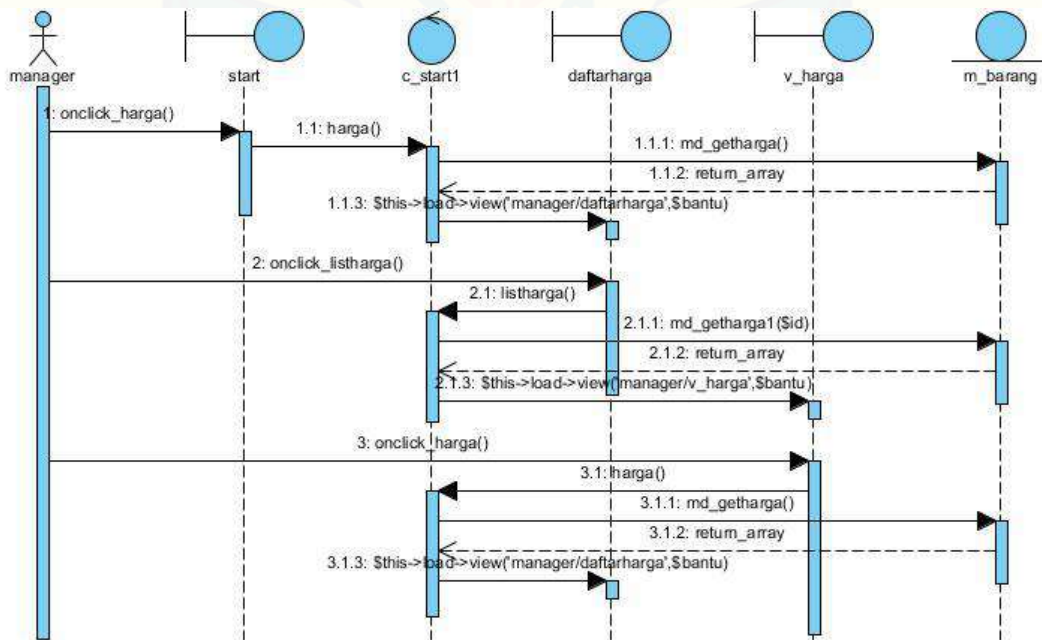 manager
start
c_start1
daftarharga
v_harga
m_barang
1: onclick_harga()
1.1: harga()
1.1.1: md_getharga()
1.1.2: return_array
1.1.3: $this->load->view('manager/daftarharga',$bantu)
2: onclick_listharga()
2.1: listharga()
2.1.1: md_getharga1($id)
2.1.2: return_array
2.1.3: $this->load->view('manager/v_harga',$bantu)
3: onclick_harga()
3.1: harga()
3.1.1: md_getharga()
3.1.2: return_array
3.1.3: $this->load->view('manager/daftarharga',$bantu)